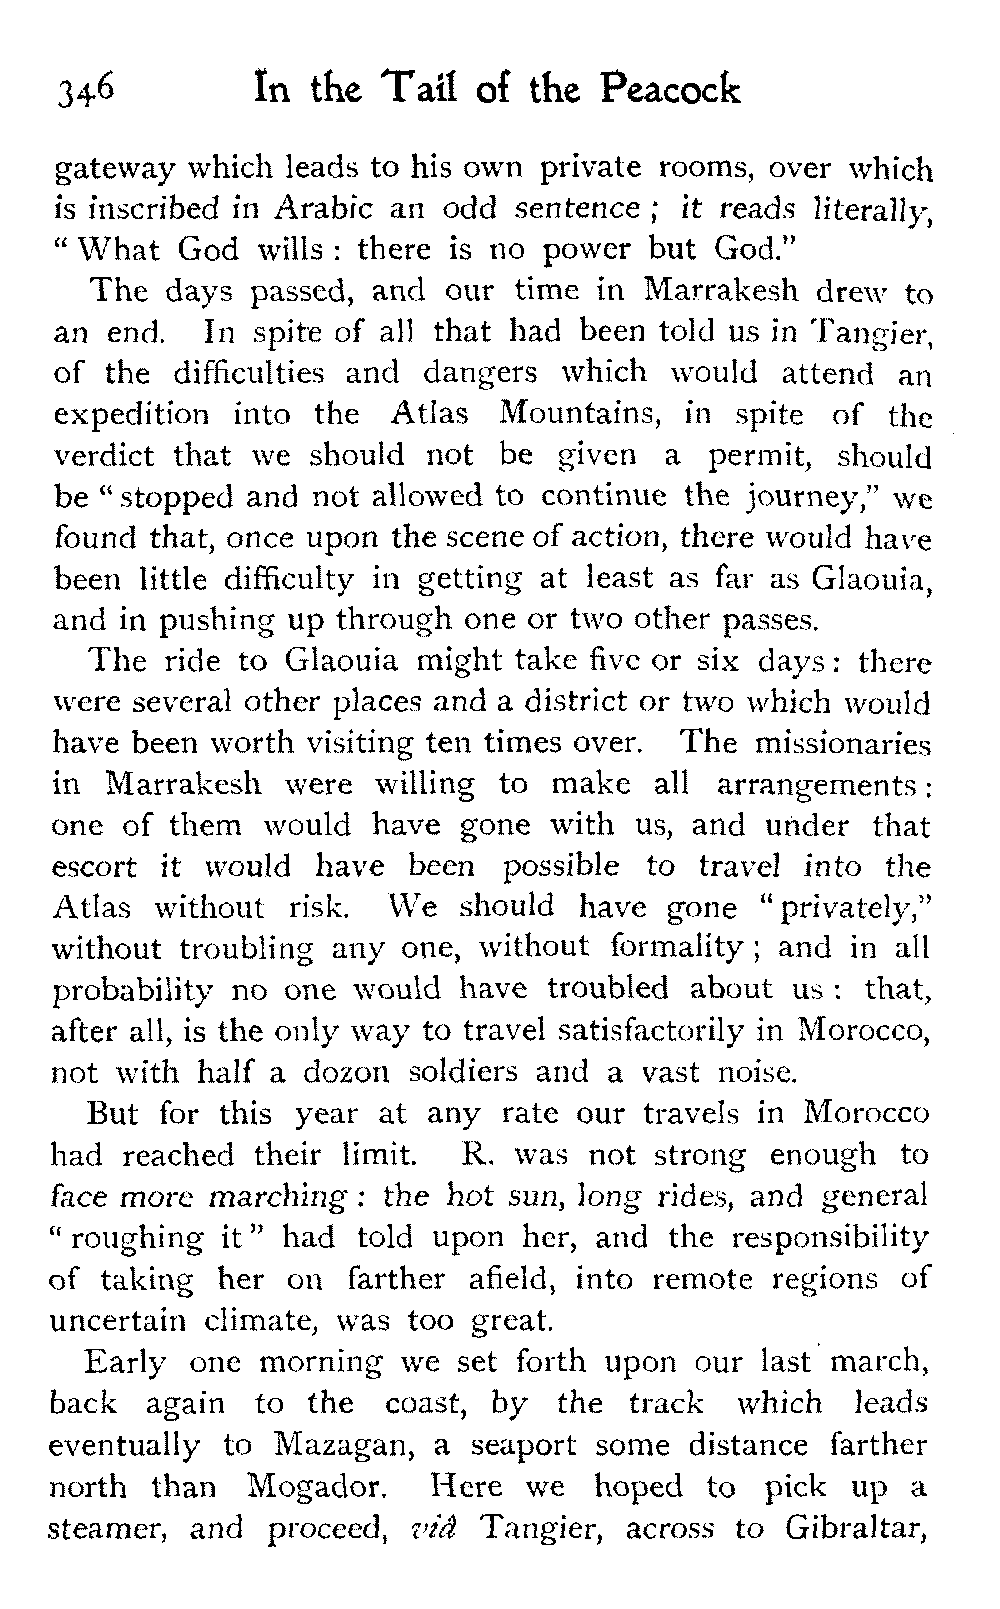 346 In the Tail of the Peacock
gateway which leads to his own private rooms, over which
is inscribed in Arabic an odd sentence ; it reads literally,
“ What God wills : there is no power but God.”
The days passed, and our time in Marrakesh drew to
an end. In spite of all that had been told us in Tangier,
of the difficulties and dangers which would attend an
expedition into the Atlas Mountains, in spite of the
verdict that we should not be given a permit, should
be “ stopped and not allowed to continue the journey,” we
found that, once upon the scene of action, there would have
been little difficulty in getting at least as far as Glaouia,
and in pushing up through one or two other passes.
The ride to Glaouia might take five or six days : there
were several other places and a district or two which would
have been worth visiting ten times over. The missionaries
in Marrakesh were willing to make all arrangements :
one of them would have gone with us, and under that
escort it would have been possible to travel into the
Atlas without risk. We should have gone “ privately,”
without troubling any one, without formality ; and in all
probability no one would have troubled about us : that,
after all, is the only way to travel satisfactorily in Morocco,
not with half a dozon soldiers and a vast noise.
But for this year at any rate our travels in Morocco
had reached their limit. R. was not strong enough to
face more marching : the hot sun, long rides, and general
“ roughing it ” had told upon her, and the responsibility
of taking her on farther afield, into remote regions of
uncertain climate, was too great.
Early one morning we set forth upon our last march,
back again to the coast, by the track which leads
eventually to Mazagan, a seaport some distance farther
north than Mogador. Here we hoped to pick up a
steamer, and proceed, viâ Tangier, across to Gibraltar,